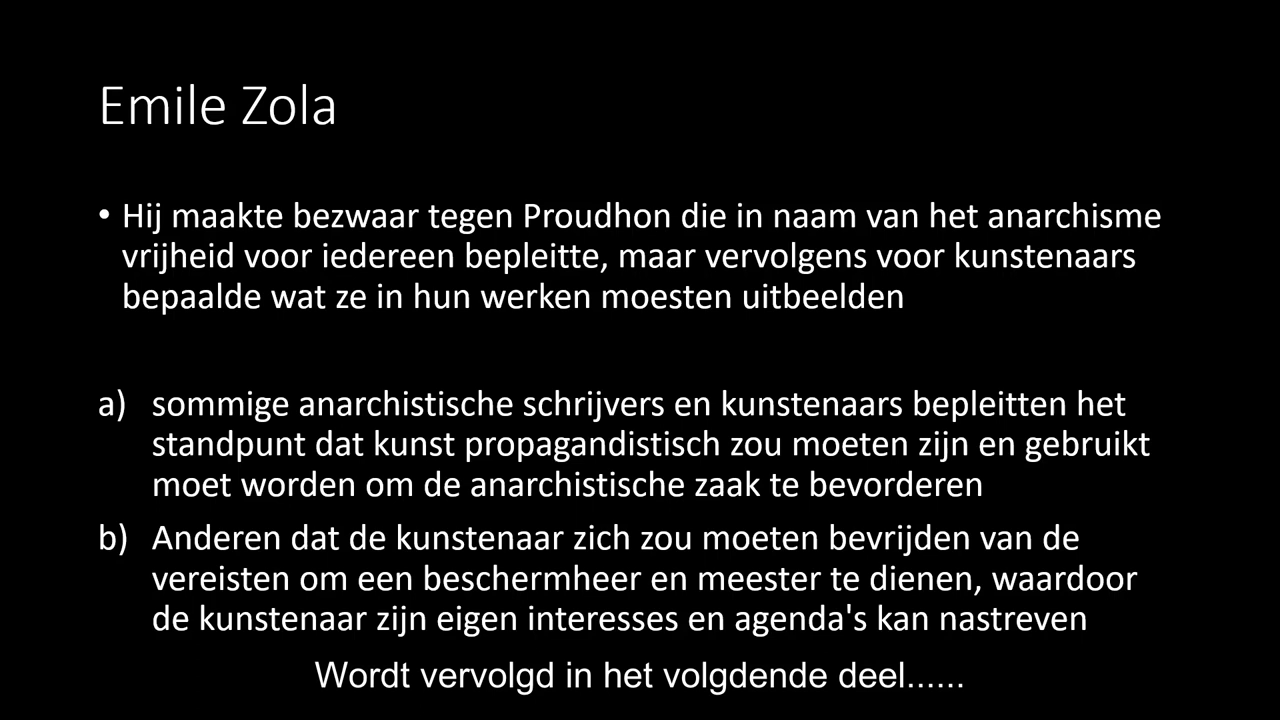 Emile Zola
• Hij maakte bezwaar tegen Proudhon die in naam van het anarchisme
vrijheid voor iedereen bepleitte, maar vervolgens voor kunstenaars
bepaalde wat ze in hun werken moesten uitbeelden
a) sommige anarchistische schrijvers en kunstenaars bepleitten het
standpunt dat kunst propagandistisch zou moeten zijn en gebruikt
moet worden om de anarchistische zaak te bevorderen
b) Anderen dat de kunstenaar zich zou moeten bevrijden van de
vereisten om een beschermheer en meester te dienen, waardoor
de kunstenaar zijn eigen interesses en agenda's kan nastreven
Wordt vervolgd in het volgdende deel......